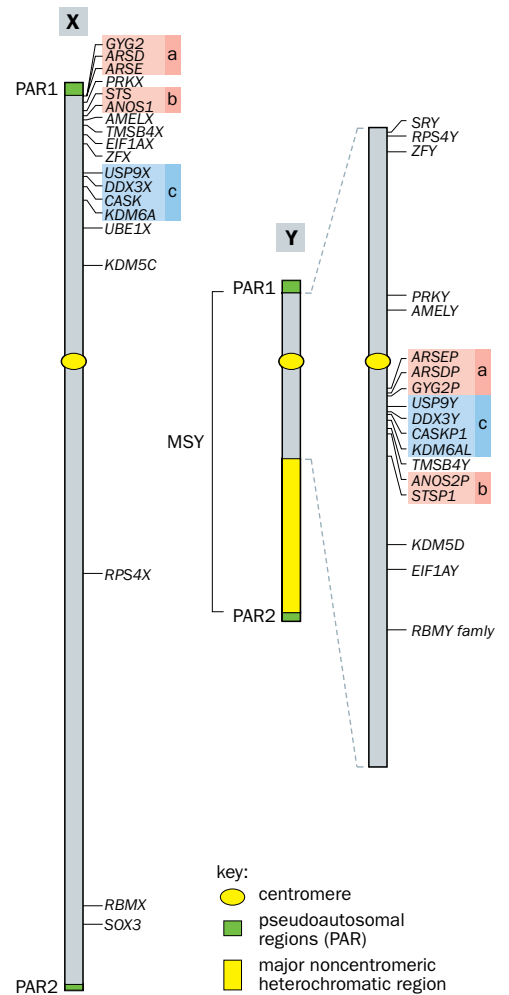 X
GYG2
ARSD
a
ARSE
PRKX
PAR1
STS
b
ANOS1
AMELX
TMSB4X
EIF1AX
ZFX
USP9X
DDX3X
c
CASK
KDM6A
UBE1X
KDM5C
RPS4X
RBMX
SOX3
PAR2
Y
PAR1
MSY
PAR2
SRY
RPS4Y
ZFY
PRKY
AMELY
ARSEP
ARSDP
a
GYG2P
USP9Y
DDX3Y
c
CASKP1
KDM6AL
TMSB4Y
ANOS2P
b
STSP1
KDM5D
EIF1AY
RBMY famly
key:
centromere
pseudoautosomal
regions (PAR)
major noncentromeric
heterochromatic region